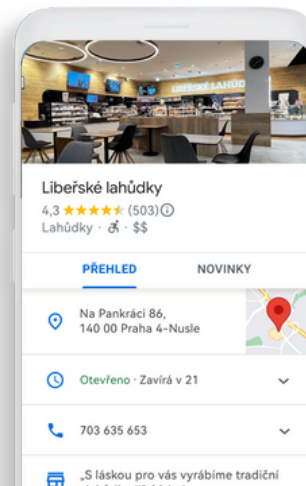 LIBEŘSKÉ LAHŮD
Libeřské lahůdky
4,3 (503)
Lahůdky · · $$
PŘEHLED NOVINKY
Na Pankráci 86,
140 00 Praha 4-Nusle
Otevřeno · Zavírá v 21
703 635 653
„S láskou pro vás vyrábíme tradiční